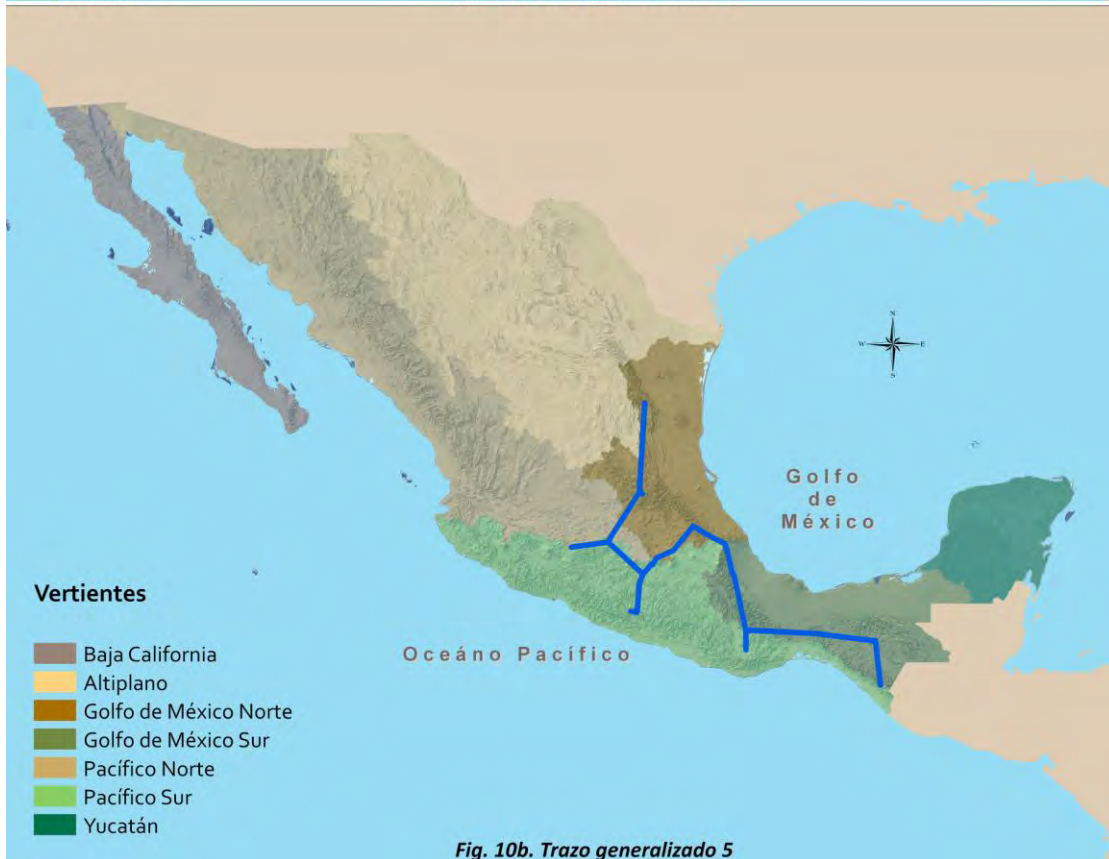 N
W E
S
Golfo
de
México
Océano Pacífico
Vertientes
Baja California
Altiplano
Golfo de México Norte
Golfo de México Sur
Pacífico Norte
Pacífico Sur
Yucatán
Fig. 10b. Trazo generalizado 5